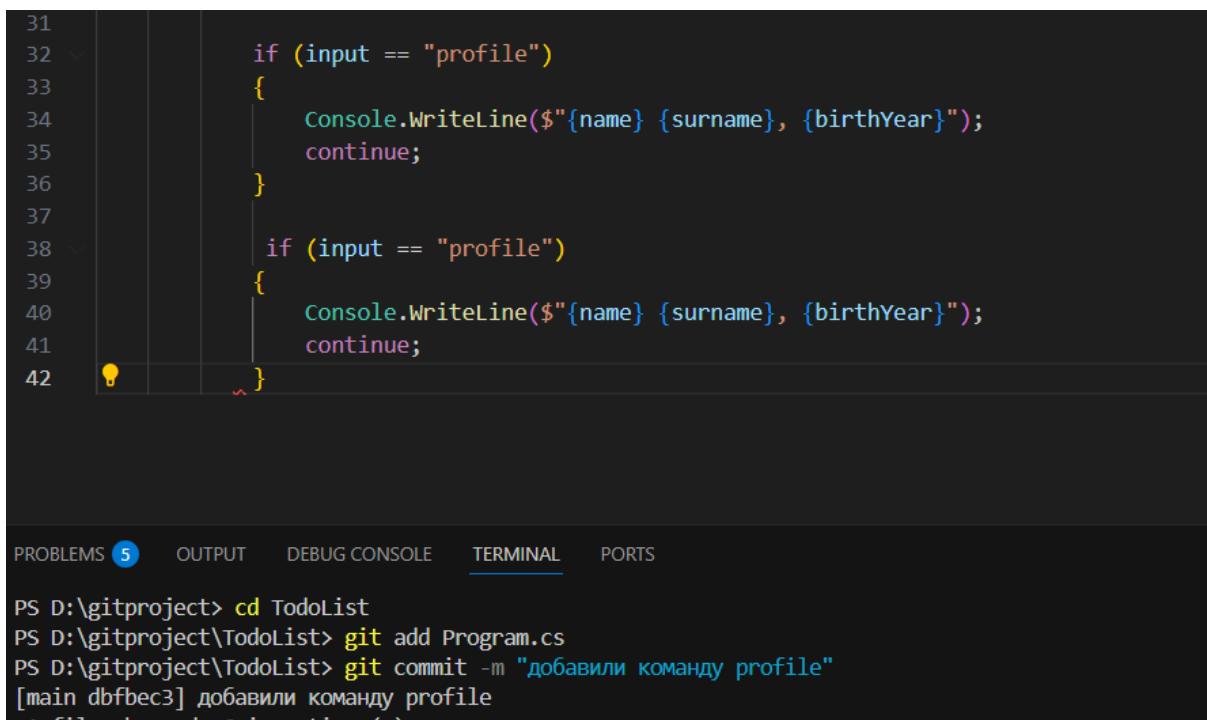 31
32 if (input == "profile")
33 {
34 Console.WriteLine($"{name} {surname}, {birthYear}");
35 continue;
36 }
37
38 if (input == "profile")
39 {
40 Console.WriteLine($"{name} {surname}, {birthYear}");
41 continue;
42 }
PROBLEMS 5 OUTPUT DEBUG CONSOLE TERMINAL PORTS
PS D:\gitproject> cd TodoList
PS D:\gitproject\TodoList> git add Program.cs
PS D:\gitproject\TodoList> git commit -m "добавили команду profile"
[main dbfbec3] добавили команду profile